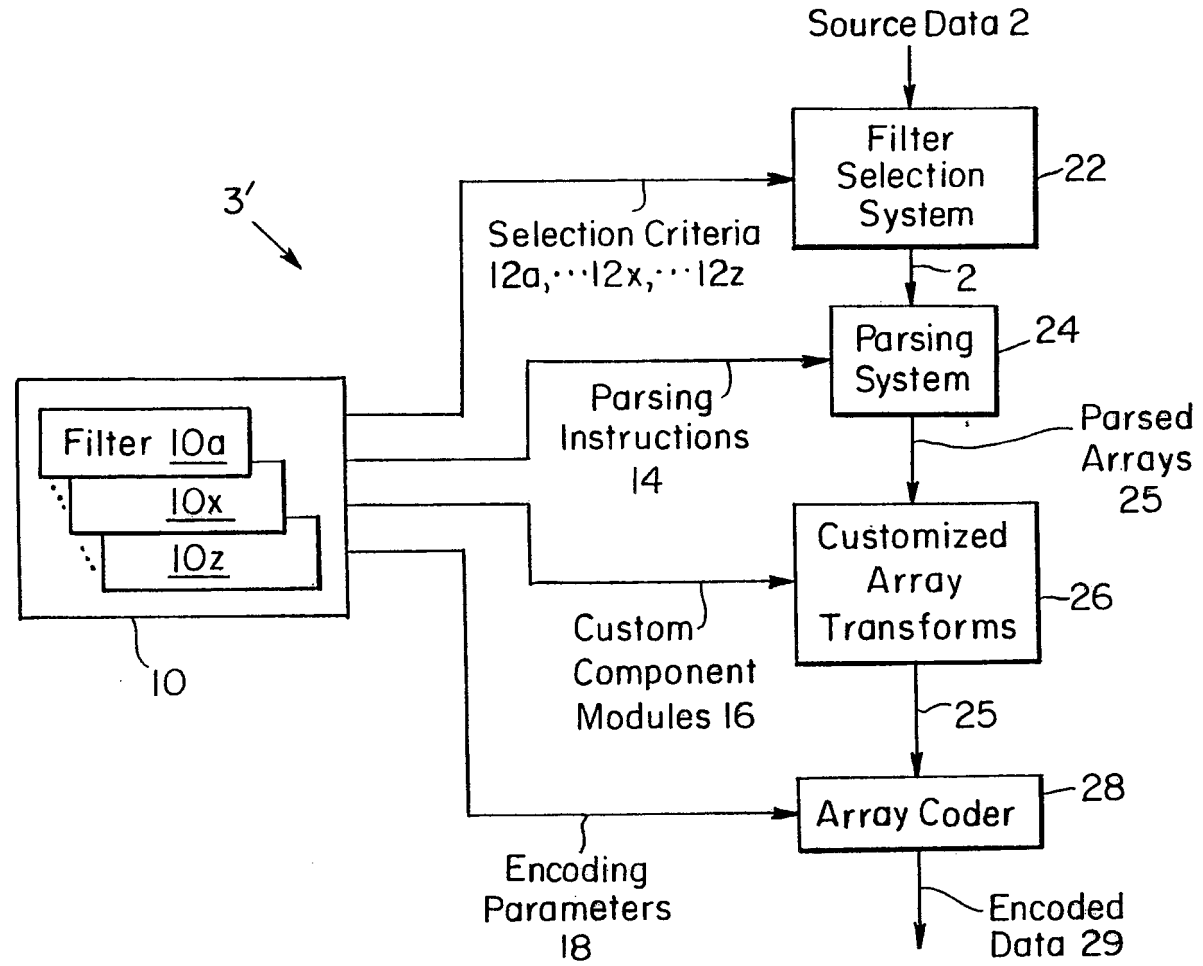 Source Data 2
Filter
Selection
System
22
3′
Selection Criteria
12a,···12x,···12z
2
Parsing
System
24
Parsing
Instructions
14
Parsed
Arrays
25
Filter 10a
10x
10z
10
Customized
Array
Transforms
26
Custom
Component
Modules 16
25
Array Coder
28
Encoding
Parameters
18
Encoded
Data 29